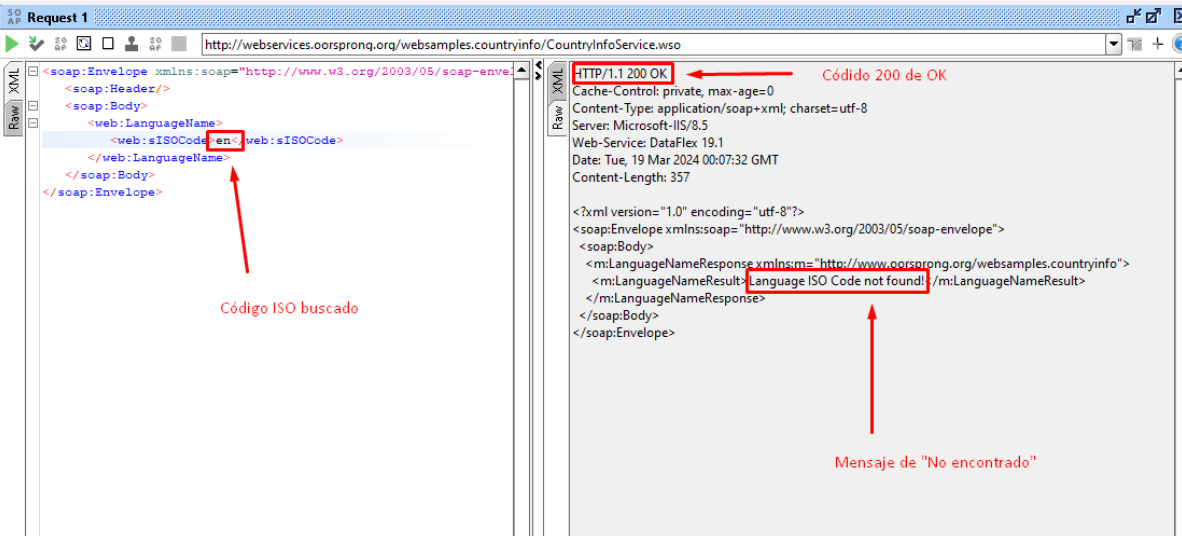 SO AP Request 1
http://webservices.oorsprong.org/websamples.countryinfo/CountryInfoService.wso
XML
Raw
<soap:Envelope xmlns:soap="http://www.w3.org/2003/05/soap-envel
<soap:Header/>
<soap:Body>
<web:LanguageName>
<web:sISOCode>en</web:sISOCode>
</web:LanguageName>
</soap:Body>
</soap:Envelope>
Código ISO buscado
XML
Raw
HTTP/1.1 200 OK
Códido 200 de OK
Cache-Control: private, max-age=0
Content-Type: application/soap+xml; charset=utf-8
Server: Microsoft-IIS/8.5
Web-Service: DataFlex 19.1
Date: Tue, 19 Mar 2024 00:07:32 GMT
Content-Length: 357
<?xml version="1.0" encoding="utf-8"?>
<soap:Envelope xmlns:soap="http://www.w3.org/2003/05/soap-envelope">
<soap:Body>
<m:LanguageNameResponse xmlns:m="http://www.oorsprong.org/websamples.countryinfo">
<m:LanguageNameResult>Language ISO Code not found!</m:LanguageNameResult>
</m:LanguageNameResponse>
</soap:Body>
</soap:Envelope>
Mensaje de "No encontrado"